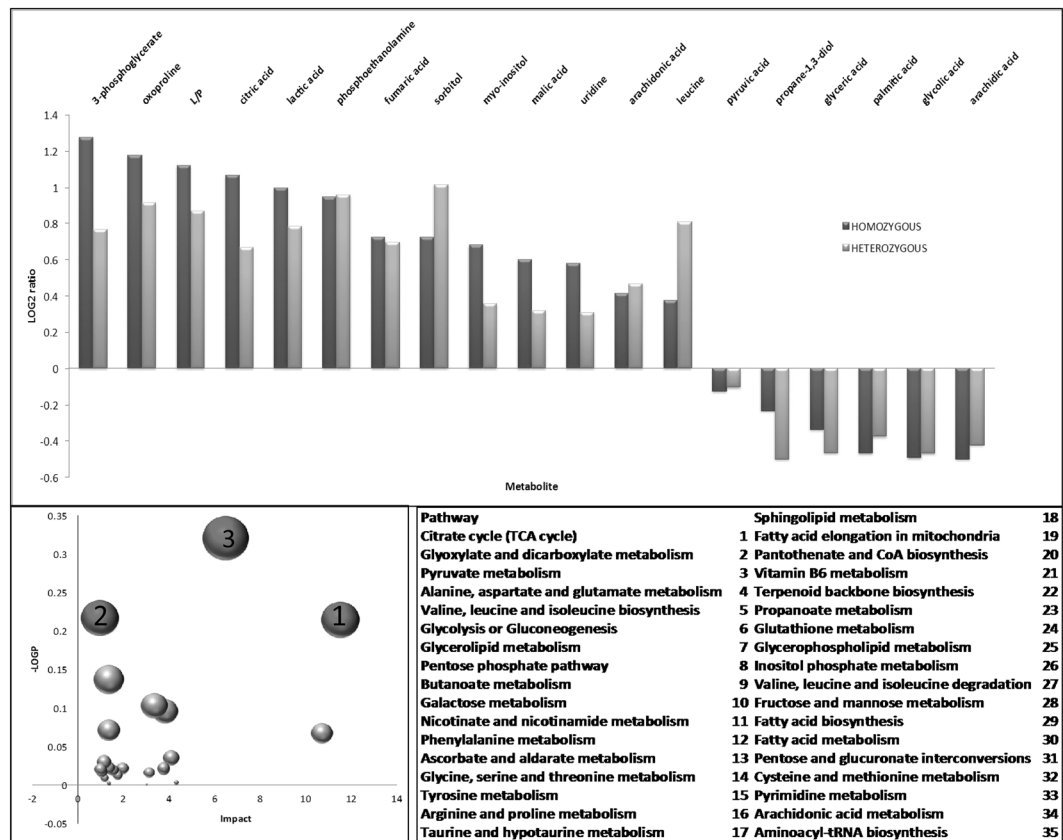 3-phosphoglycerate
oxoproline
L/P
citric acid
lactic acid
phosphoethanolamine
fumaric acid
sorbitol
myo-inositol
malic acid
uridine
arachidonic acid
leucine
pyruvic acid
propane-1,3-diol
glyceric acid
palmitic acid
glycolic acid
arachidic acid
1.4
1.2
1
0.8
0.6
0.4
0.2
0
-0.2
-0.4
-0.6
LOG2 ratio
HOMOZYGOUS
HETEROZYGOUS
Metabolite
0.35
0.3
0.25
0.2
0.15
0.1
0.05
0
-0.05
-LOGP
3
2
1
-2 0 2 4 6 8 10 12 14
Impact
Pathway
Citrate cycle (TCA cycle) 1
Glyoxylate and dicarboxylate metabolism 2
Pyruvate metabolism 3
Alanine, aspartate and glutamate metabolism 4
Valine, leucine and isoleucine biosynthesis 5
Glycolysis or Gluconeogenesis 6
Glycerolipid metabolism 7
Pentose phosphate pathway 8
Butanoate metabolism 9
Galactose metabolism 10
Nicotinate and nicotinamide metabolism 11
Phenylalanine metabolism 12
Ascorbate and aldarate metabolism 13
Glycine, serine and threonine metabolism 14
Tyrosine metabolism 15
Arginine and proline metabolism 16
Taurine and hypotaurine metabolism 17
Sphingolipid metabolism 18
Fatty acid elongation in mitochondria 19
Pantothenate and CoA biosynthesis 20
Vitamin B6 metabolism 21
Terpenoid backbone biosynthesis 22
Propanoate metabolism 23
Glutathione metabolism 24
Glycerophospholipid metabolism 25
Inositol phosphate metabolism 26
Valine, leucine and isoleucine degradation 27
Fructose and mannose metabolism 28
Fatty acid biosynthesis 29
Fatty acid metabolism 30
Pentose and glucuronate interconversions 31
Cysteine and methionine metabolism 32
Pyrimidine metabolism 33
Arachidonic acid metabolism 34
Aminoacyl-tRNA biosynthesis 35